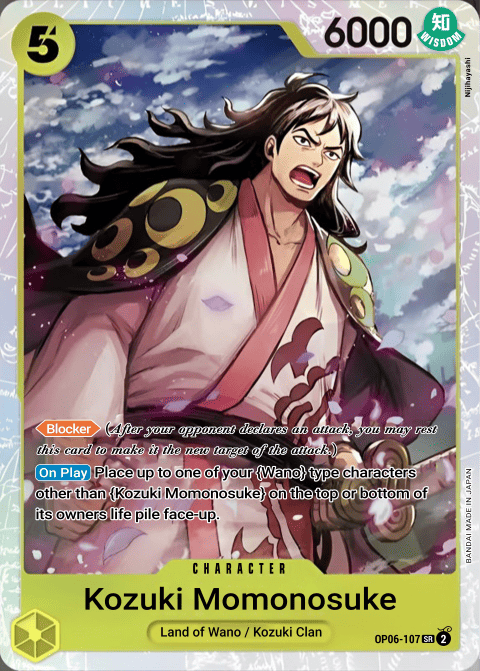 5
6000
知
WISDOM
Nijihayashi
Blocker (After your opponent declares an attack, you may rest
this card to make it the new target of the attack.)
On Play Place up to one of your {Wano} type characters
other than {Kozuki Momonosuke} on the top or bottom of
its owners life pile face-up.
BANDAI MADE IN JAPAN
CHARACTER
Kozuki Momonosuke
Land of Wano / Kozuki Clan
OP06-107 SR 2